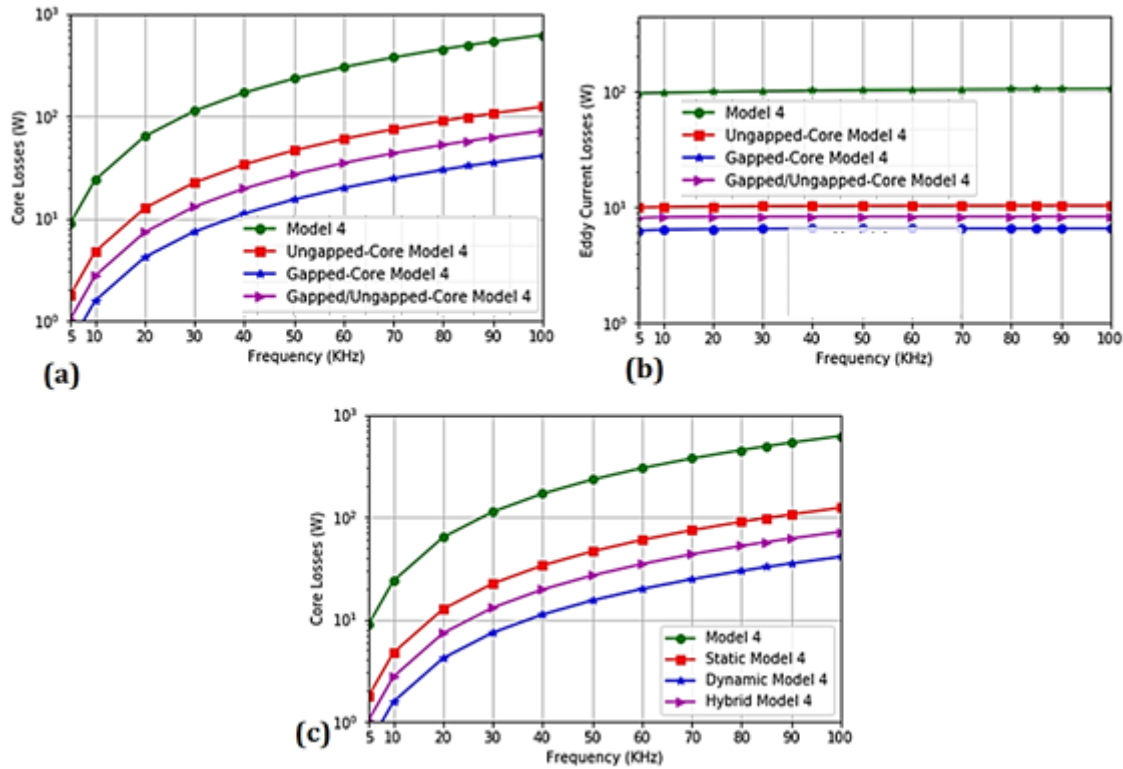 10³
10²
10¹
10⁰
Core Losses (W)
Model 4
Ungapped-Core Model 4
Gapped-Core Model 4
Gapped/Ungapped-Core Model 4
5 10 20 30 40 50 60 70 80 90 100
Frequency (KHz)
(a)
10²
10¹
10⁰
Eddy Current Losses (W)
Model 4
Ungapped-Core Model 4
Gapped-Core Model 4
Gapped/Ungapped-Core Model 4
5 10 20 30 40 50 60 70 80 90 100
Frequency (KHz)
(b)
10³
10²
10¹
10⁰
Core Losses (W)
Model 4
Static Model 4
Dynamic Model 4
Hybrid Model 4
5 10 20 30 40 50 60 70 80 90 100
Frequency (KHz)
(c)